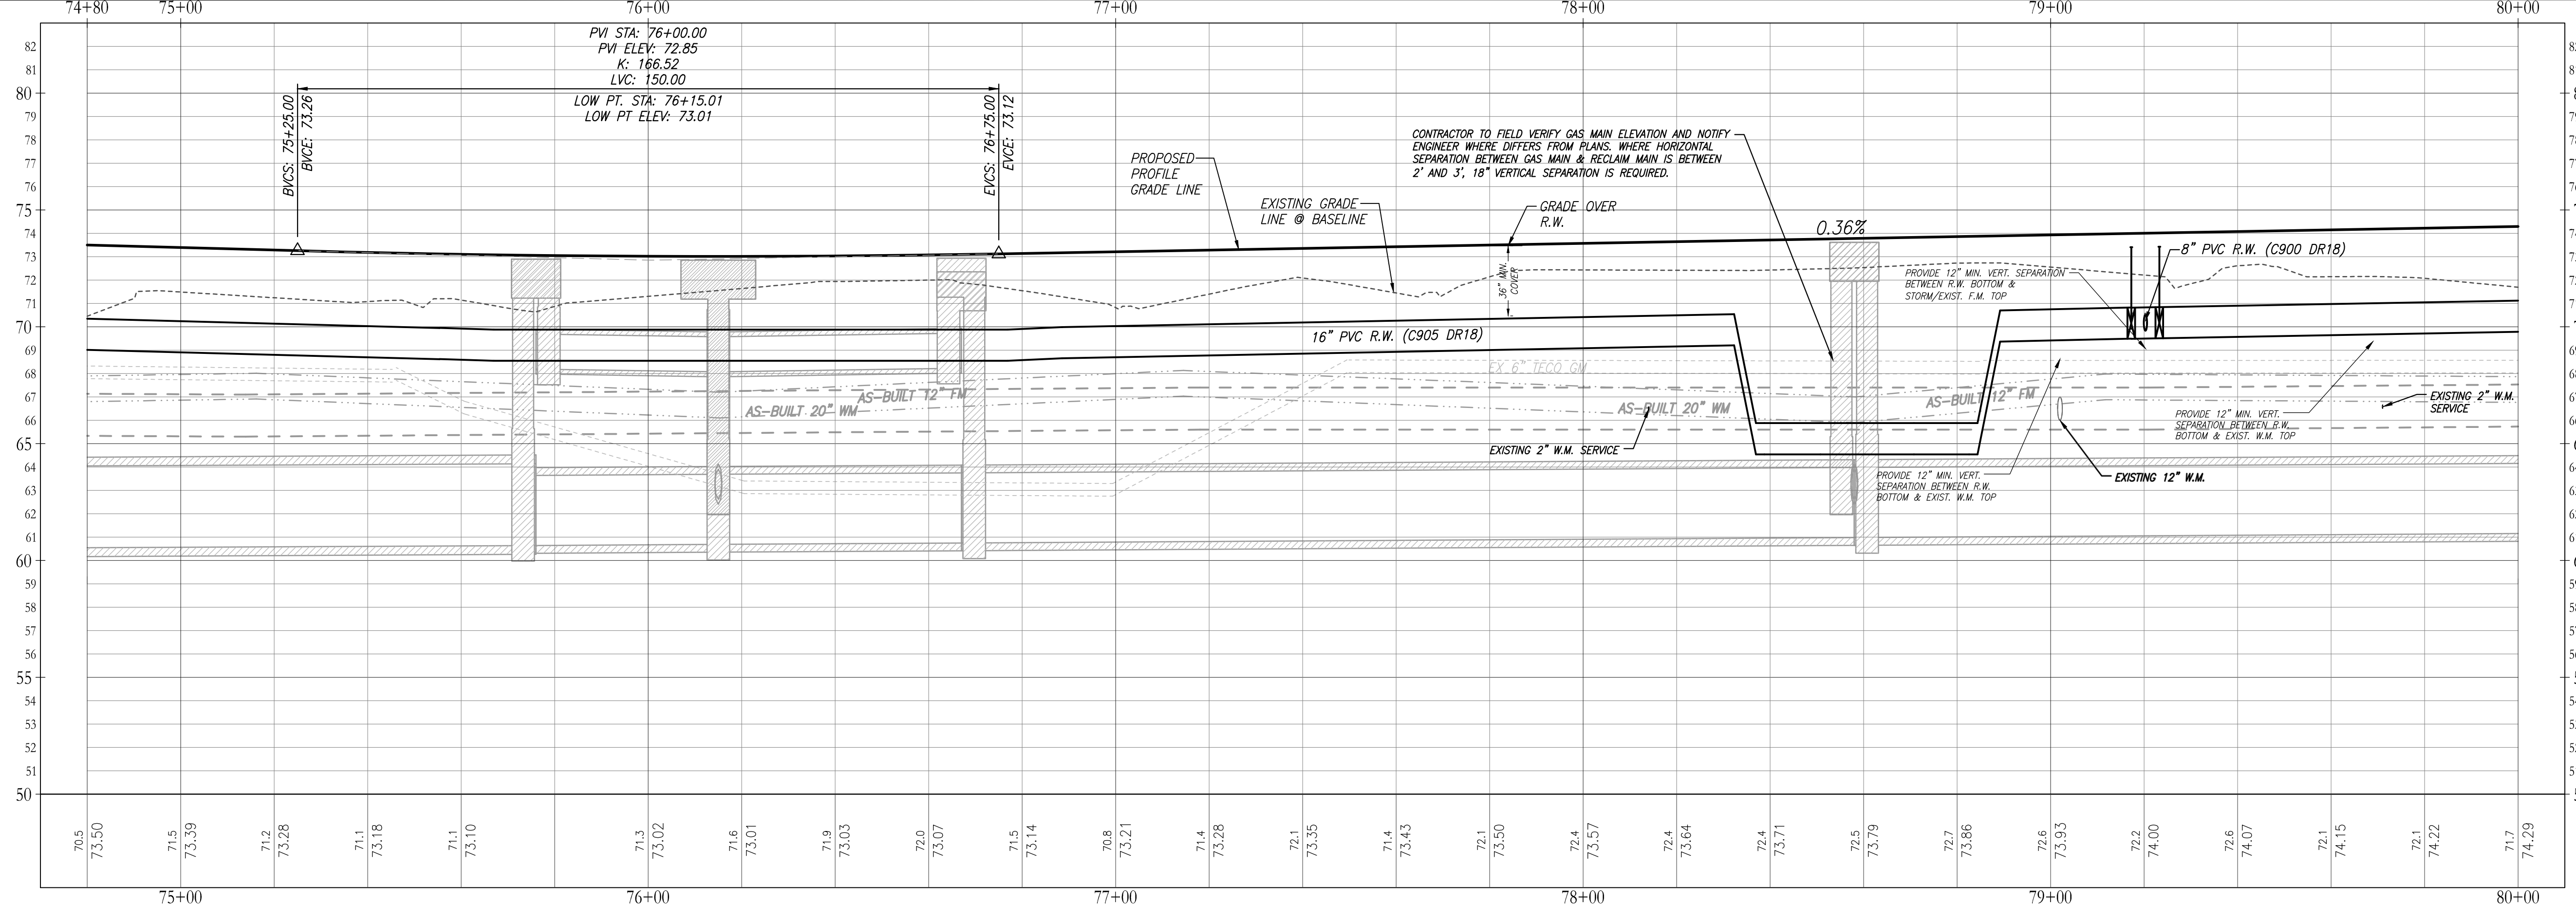 74+80
75+00
76+00
77+00
78+00
79+00
80+00
PVI STA: 76+00.00
PVI ELEV: 72.85
K: 166.52
LVC: 150.00
LOW PT. STA: 76+15.01
LOW PT ELEV: 73.01
BVCS: 75+25.00
BVCE: 73.26
EVCS: 76+75.00
EVCE: 73.12
PROPOSED
PROFILE
GRADE LINE
EXISTING GRADE
LINE @ BASELINE
CONTRACTOR TO FIELD VERIFY GAS MAIN ELEVATION AND NOTIFY
ENGINEER WHERE DIFFERS FROM PLANS. WHERE HORIZONTAL
SEPARATION BETWEEN GAS MAIN & RECLAIM MAIN IS BETWEEN
2' AND 3', 18" VERTICAL SEPARATION IS REQUIRED.
GRADE OVER
R.W.
36" MIN.
COVER
0.36%
8" PVC R.W. (C900 DR18)
PROVIDE 12" MIN. VERT. SEPARATION
BETWEEN R.W. BOTTOM &
STORM/EXIST. F.M. TOP
16" PVC R.W. (C905 DR18)
EX 6" TECO GM
AS-BUILT 12" FM
AS-BUILT 20" WM
AS-BUILT 20" WM
AS-BUILT 12" FM
EXISTING 2" W.M. SERVICE
EXISTING 2" W.M.
SERVICE
PROVIDE 12" MIN. VERT.
SEPARATION BETWEEN R.W.
BOTTOM & EXIST. W.M. TOP
PROVIDE 12" MIN. VERT.
SEPARATION BETWEEN R.W.
BOTTOM & EXIST. W.M. TOP
EXISTING 12" W.M.
82
81
80
79
78
77
76
75
74
73
72
71
70
69
68
67
66
65
64
63
62
61
60
59
58
57
56
55
54
53
52
51
50
70.5
73.50
71.5
73.39
71.2
73.28
71.1
73.18
71.1
73.10
71.3
73.02
71.6
73.01
71.9
73.03
72.0
73.07
71.5
73.14
70.8
73.21
71.4
73.28
72.1
73.35
71.4
73.43
72.1
73.50
72.4
73.57
72.4
73.64
72.4
73.71
72.5
73.79
72.7
73.86
72.6
73.93
72.2
74.00
72.6
74.07
72.1
74.15
72.1
74.22
71.7
74.29
75+00
76+00
77+00
78+00
79+00
80+00